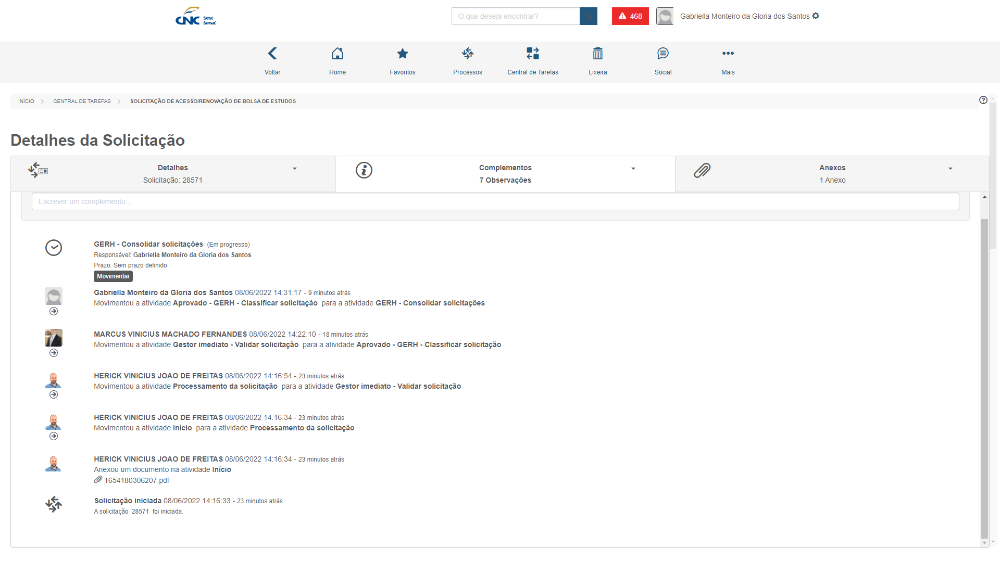 CNC Sesc Senac
O que deseja encontrar?
468
Gabriella Monteiro da Gloria dos Santos
Voltar
Home
Favoritos
Processos
Central de Tarefas
Lixeira
Social
Mais
INÍCIO
CENTRAL DE TAREFAS
SOLICITAÇÃO DE ACESSO/RENOVAÇÃO DE BOLSA DE ESTUDOS
Detalhes da Solicitação
Detalhes
Solicitação: 28571
Complementos
7 Observações
Anexos
1 Anexo
Escrever um complemento...
GERH - Consolidar solicitações (Em progresso)
Responsável: Gabriella Monteiro da Gloria dos Santos
Prazo: Sem prazo definido
Movimentar
Gabriella Monteiro da Gloria dos Santos 08/06/2022 14:31:17 - 9 minutos atrás
Movimentou a atividade Aprovado - GERH - Classificar solicitação para a atividade GERH - Consolidar solicitações
MARCUS VINICIUS MACHADO FERNANDES 08/06/2022 14:22:10 - 18 minutos atrás
Movimentou a atividade Gestor imediato - Validar solicitação para a atividade Aprovado - GERH - Classificar solicitação
HERICK VINICIUS JOAO DE FREITAS 08/06/2022 14:16:54 - 23 minutos atrás
Movimentou a atividade Processamento da solicitação para a atividade Gestor imediato - Validar solicitação
HERICK VINICIUS JOAO DE FREITAS 08/06/2022 14:16:34 - 23 minutos atrás
Movimentou a atividade Início para a atividade Processamento da solicitação
HERICK VINICIUS JOAO DE FREITAS 08/06/2022 14:16:34 - 23 minutos atrás
Anexou um documento na atividade Início
1654180306207.pdf
Solicitação iniciada 08/06/2022 14:16:33 - 23 minutos atrás
A solicitação 28571 foi iniciada.